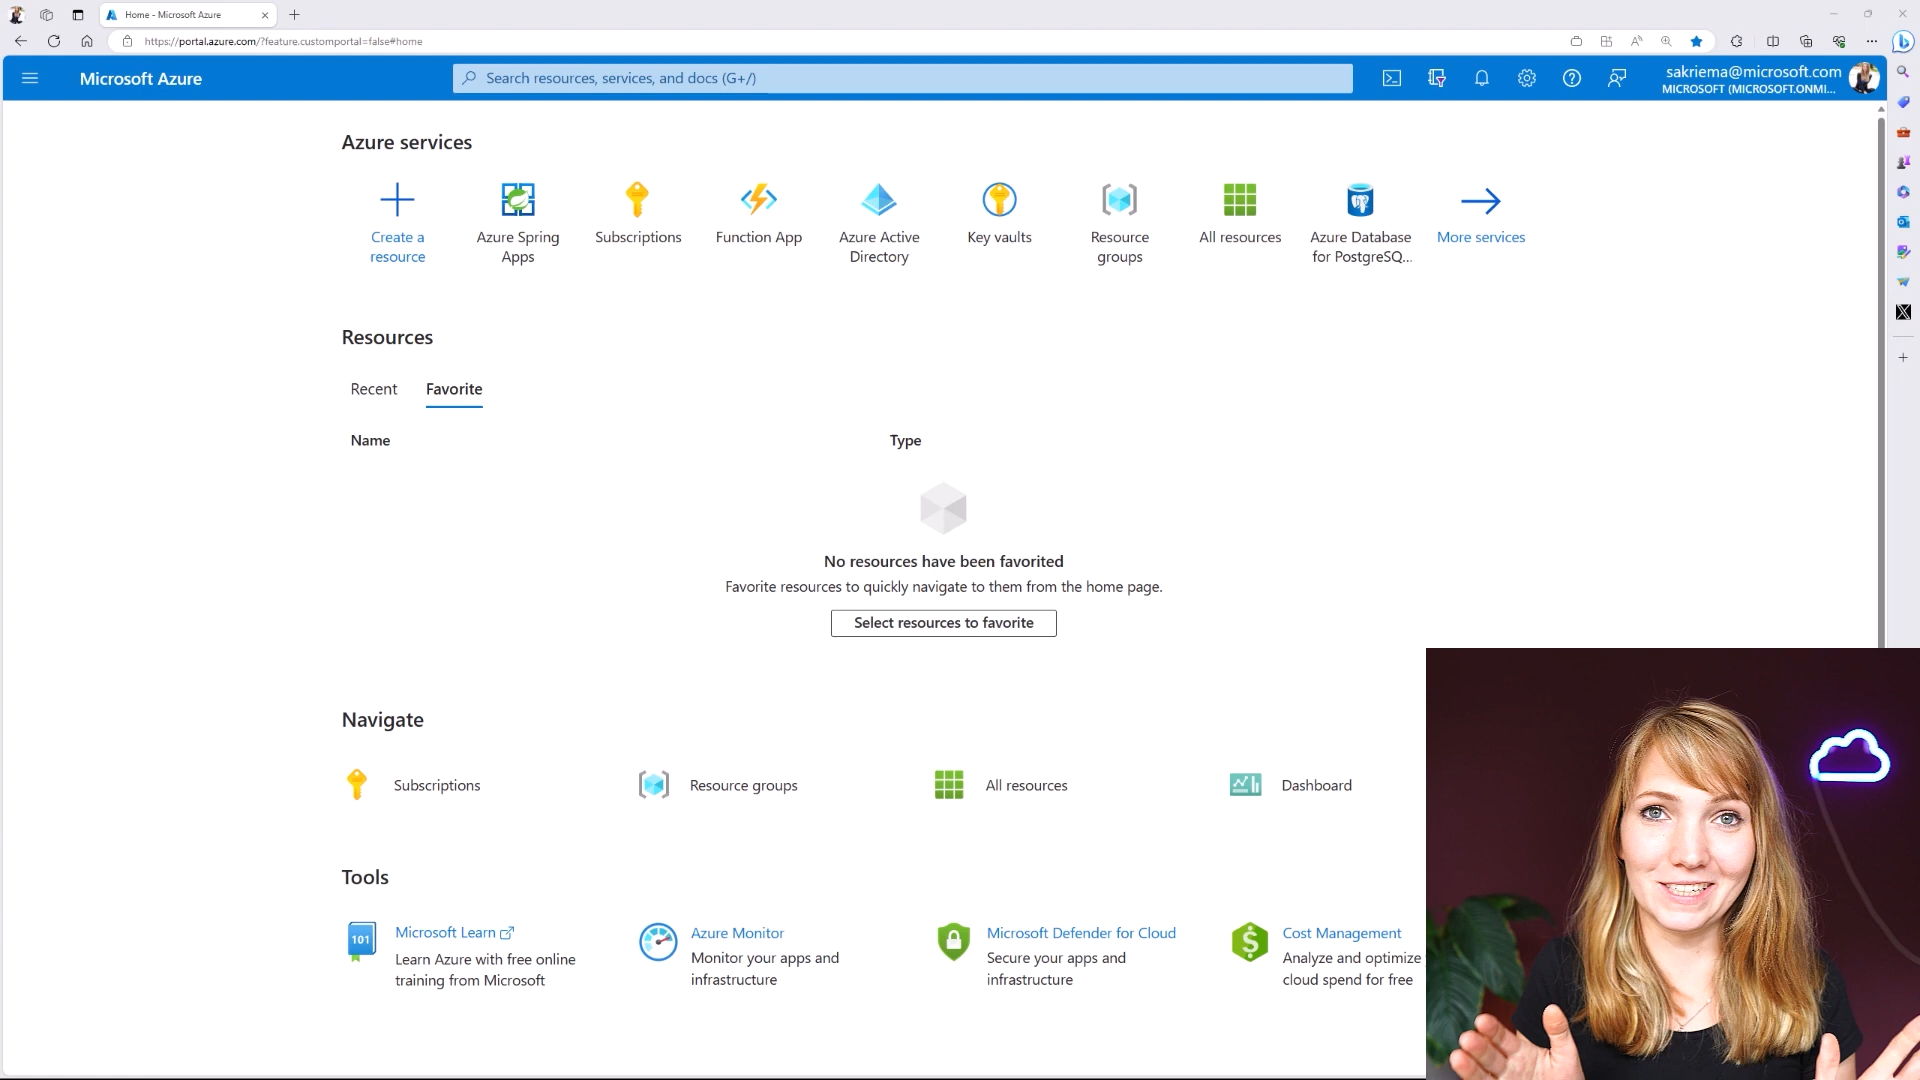 Home - Microsoft Azure
https://portal.azure.com/?feature.customportal=false#home
Microsoft Azure
Search resources, services, and docs (G+/)
sakriema@microsoft.com
MICROSOFT (MICROSOFT.ONMI...
Azure services
Create a
resource
Azure Spring
Apps
Subscriptions
Function App
Azure Active
Directory
Key vaults
Resource
groups
All resources
Azure Database
for PostgreSQ...
More services
Resources
Recent
Favorite
Name
Type
No resources have been favorited
Favorite resources to quickly navigate to them from the home page.
Select resources to favorite
Navigate
Subscriptions
Resource groups
All resources
Dashboard
Tools
101
Microsoft Learn
Learn Azure with free online
training from Microsoft
Azure Monitor
Monitor your apps and
infrastructure
Microsoft Defender for Cloud
Secure your apps and
infrastructure
Cost Management
Analyze and optimize
cloud spend for free